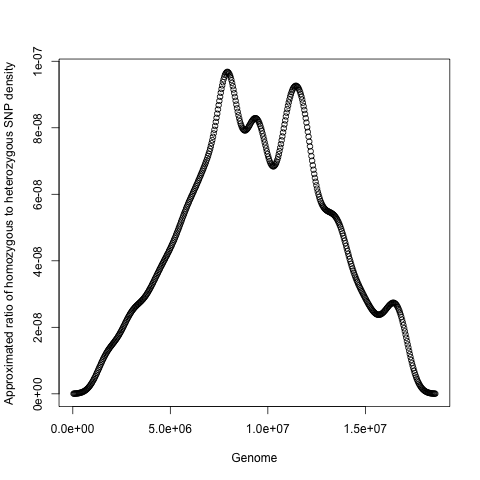 Approximated ratio of homozygous to heterozygous SNP density
1e-07
8e-08
6e-08
4e-08
2e-08
0e+00
0.0e+00 5.0e+06 1.0e+07 1.5e+07
Genome